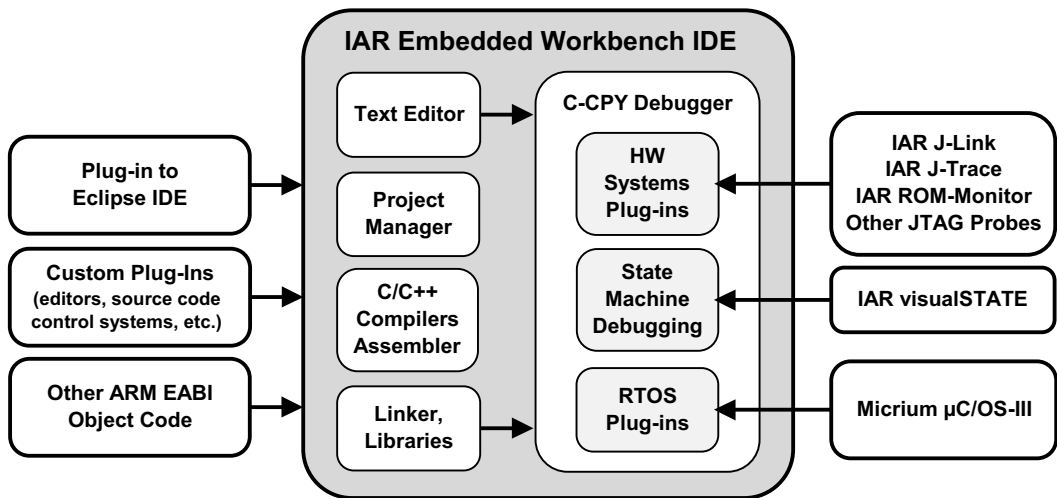 IAR Embedded Workbench IDE
Plug-in to
Eclipse IDE
Custom Plug-Ins
(editors, source code
control systems, etc.)
Other ARM EABI
Object Code
Text Editor
Project
Manager
C/C++
Compilers
Assembler
Linker,
Libraries
C-CPY Debugger
HW
Systems
Plug-ins
State
Machine
Debugging
RTOS
Plug-ins
IAR J-Link
IAR J-Trace
IAR ROM-Monitor
Other JTAG Probes
IAR visualSTATE
Micrium µC/OS-III